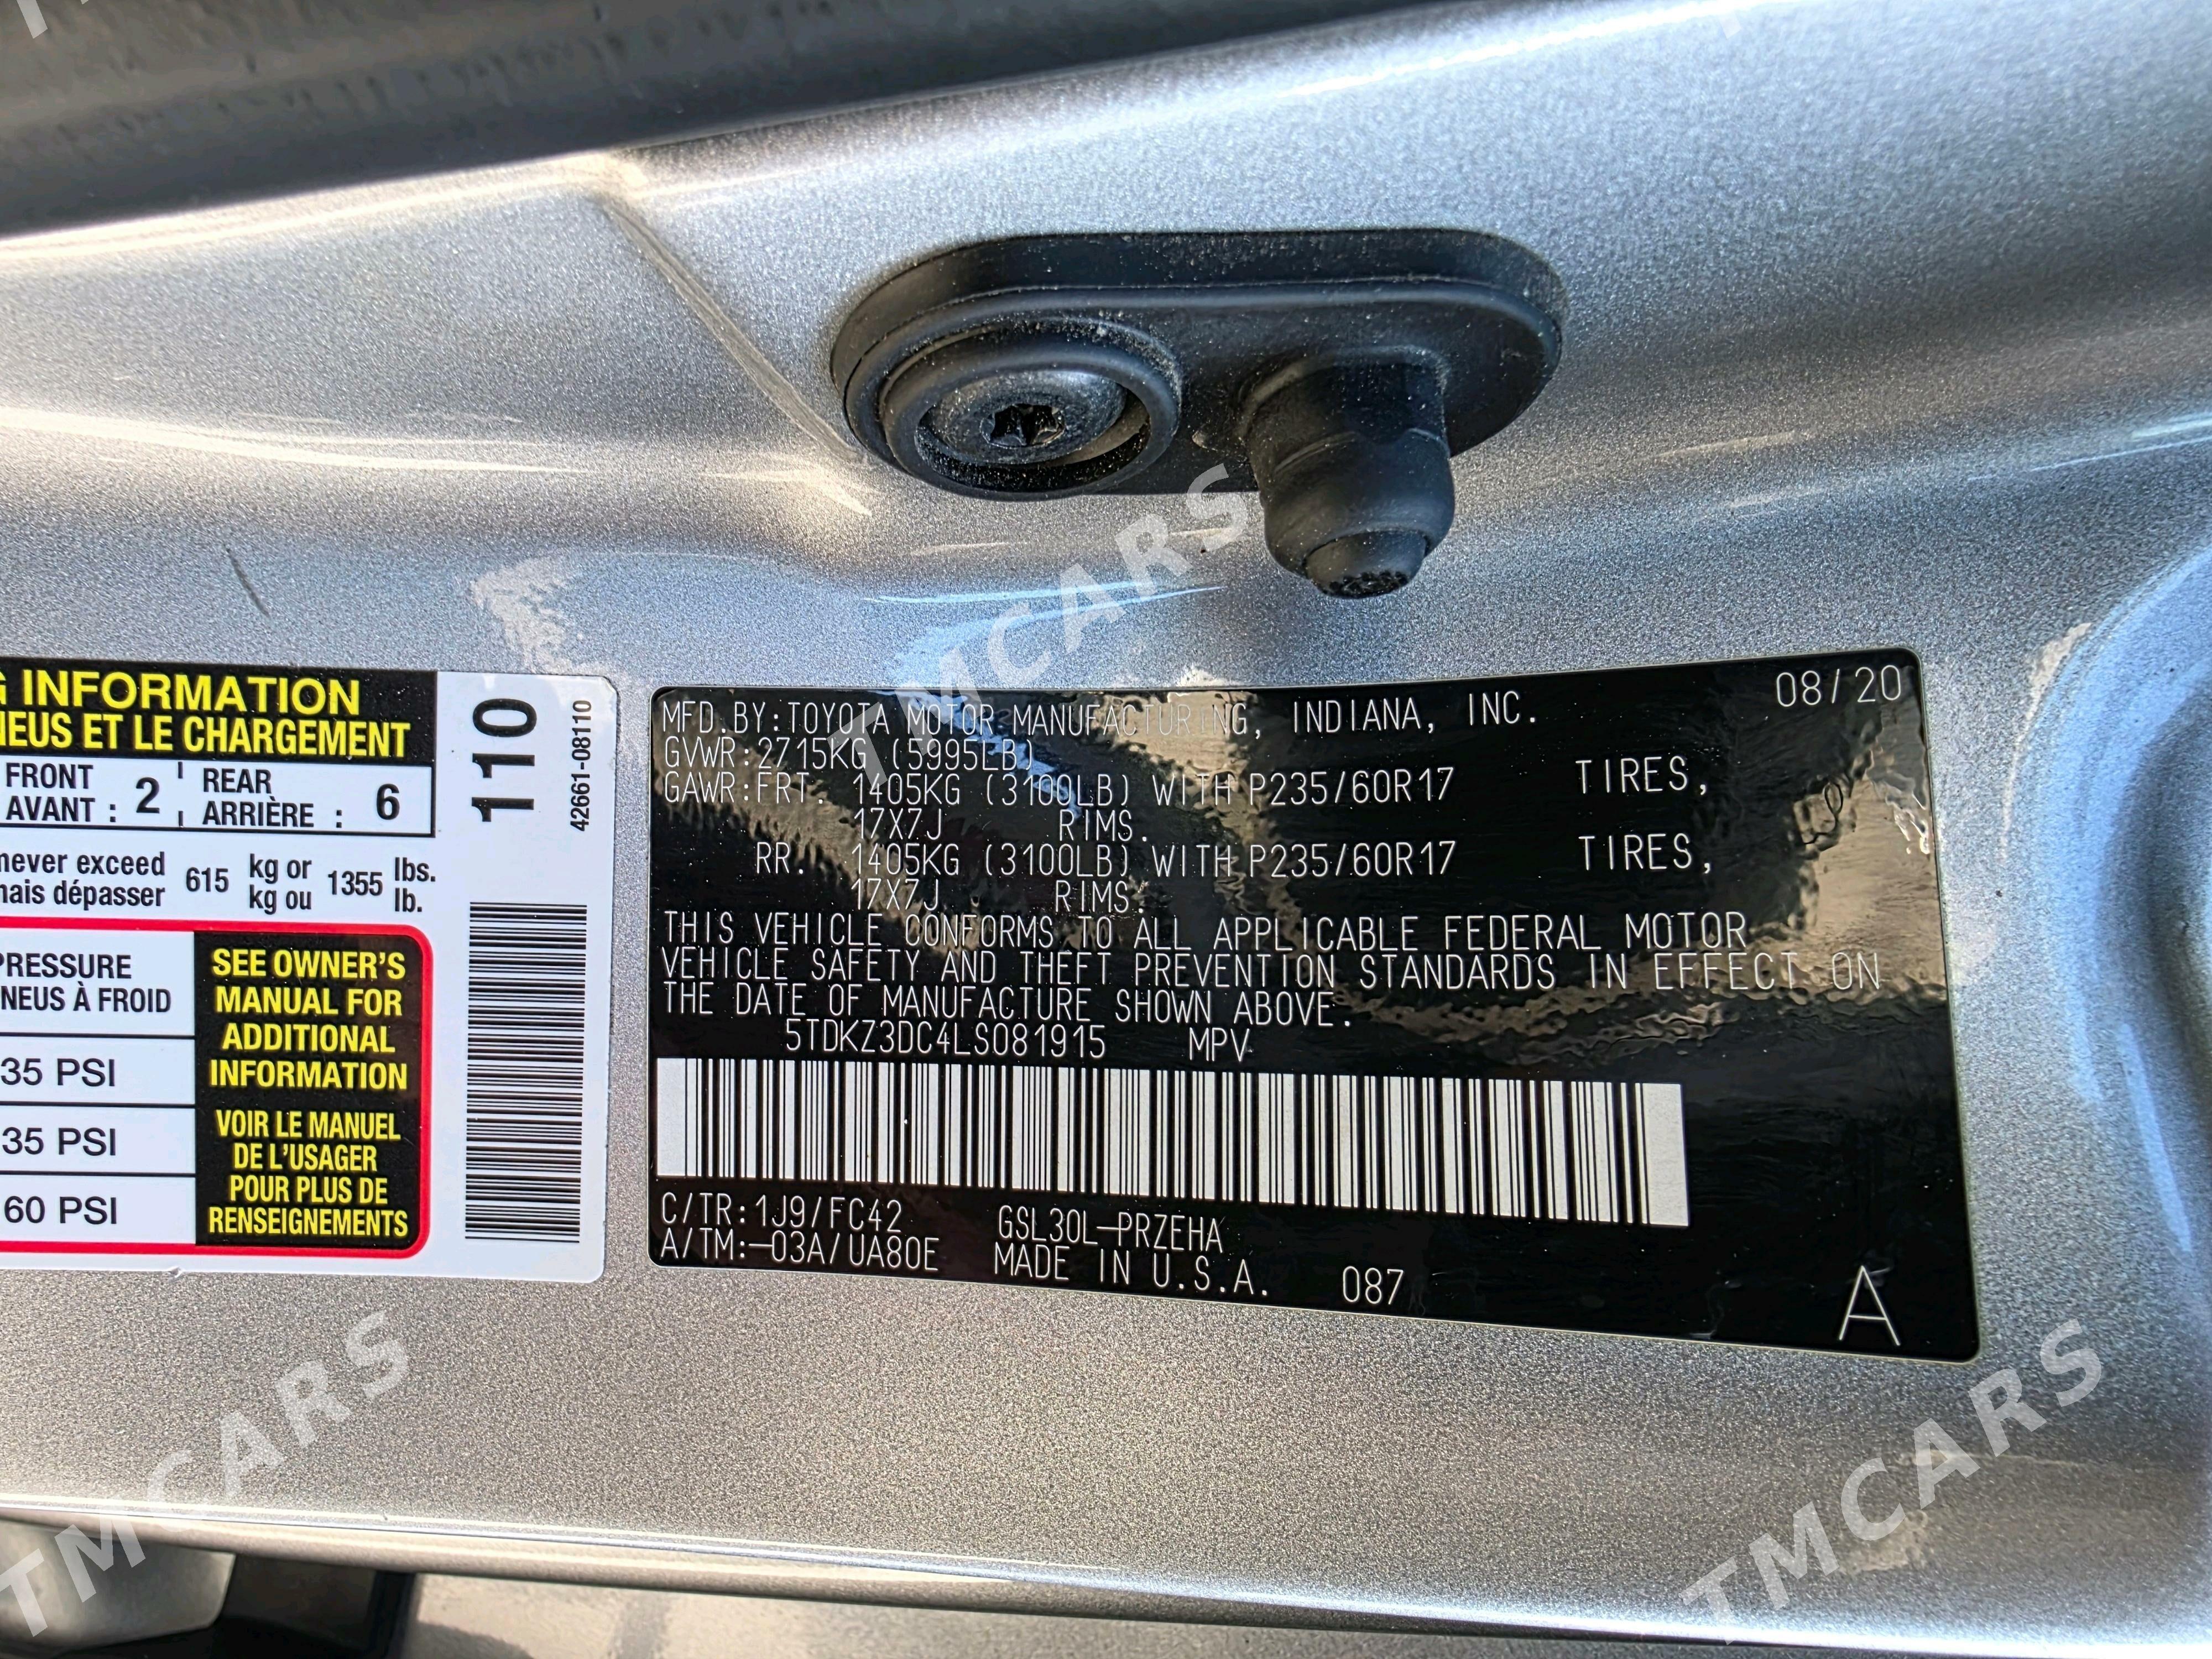 G INFORMATION
NEUS ET LE CHARGEMENT
FRONT
AVANT : 2
REAR
ARRIÈRE : 6
never exceed 615 kg or 1355 lbs.
mais dépasser kg ou lb.
PRESSURE
NEUS À FROID
35 PSI
35 PSI
60 PSI
SEE OWNER'S
MANUAL FOR
ADDITIONAL
INFORMATION
VOIR LE MANUEL
DE L'USAGER
POUR PLUS DE
RENSEIGNEMENTS
110
42661-08110
08/20
MFD.BY:TOYOTA MOTOR MANUFACTURING, INDIANA, INC.
GVWR:2715KG (5995LB)
GAWR:FRT. 1405KG (3100LB) WITH P235/60R17 TIRES,
17X7J RIMS.
RR. 1405KG (3100LB) WITH P235/60R17 TIRES,
17X7J RIMS.
THIS VEHICLE CONFORMS TO ALL APPLICABLE FEDERAL MOTOR
VEHICLE SAFETY AND THEFT PREVENTION STANDARDS IN EFFECT ON
THE DATE OF MANUFACTURE SHOWN ABOVE.
5TDKZ3DC4LS081915 MPV
C/TR:1J9/FC42 GSL30L-PRZEHA
A/TM:-03A/UA80E MADE IN U.S.A. 087
A
TMCARS
TMCARS
TMCARS